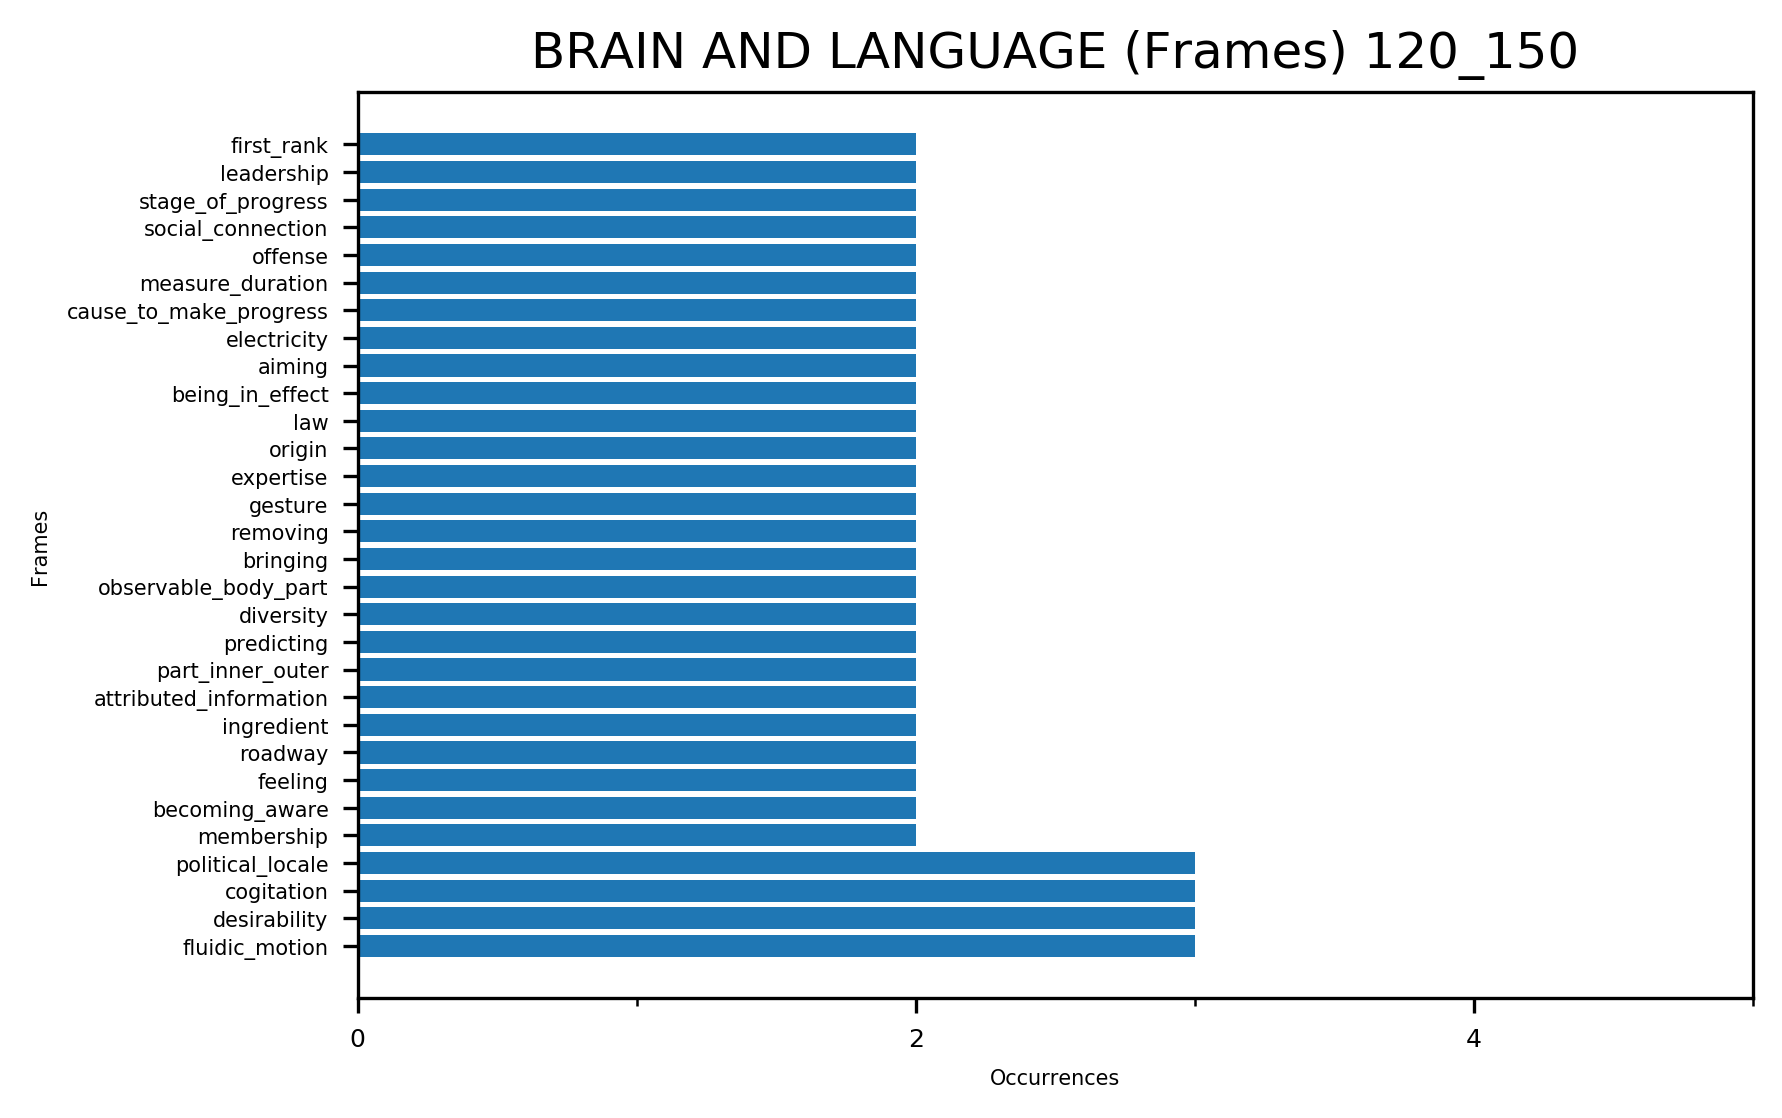 BRAIN AND LANGUAGE (Frames) 120_150
first_rank
leadership
stage_of_progress
social_connection
offense
measure_duration
cause_to_make_progress
electricity
aiming
being_in_effect
law
origin
expertise
gesture
removing
bringing
observable_body_part
diversity
predicting
part_inner_outer
attributed_information
ingredient
roadway
feeling
becoming_aware
membership
political_locale
cogitation
desirability
fluidic_motion
Frames
0 2 4
Occurrences